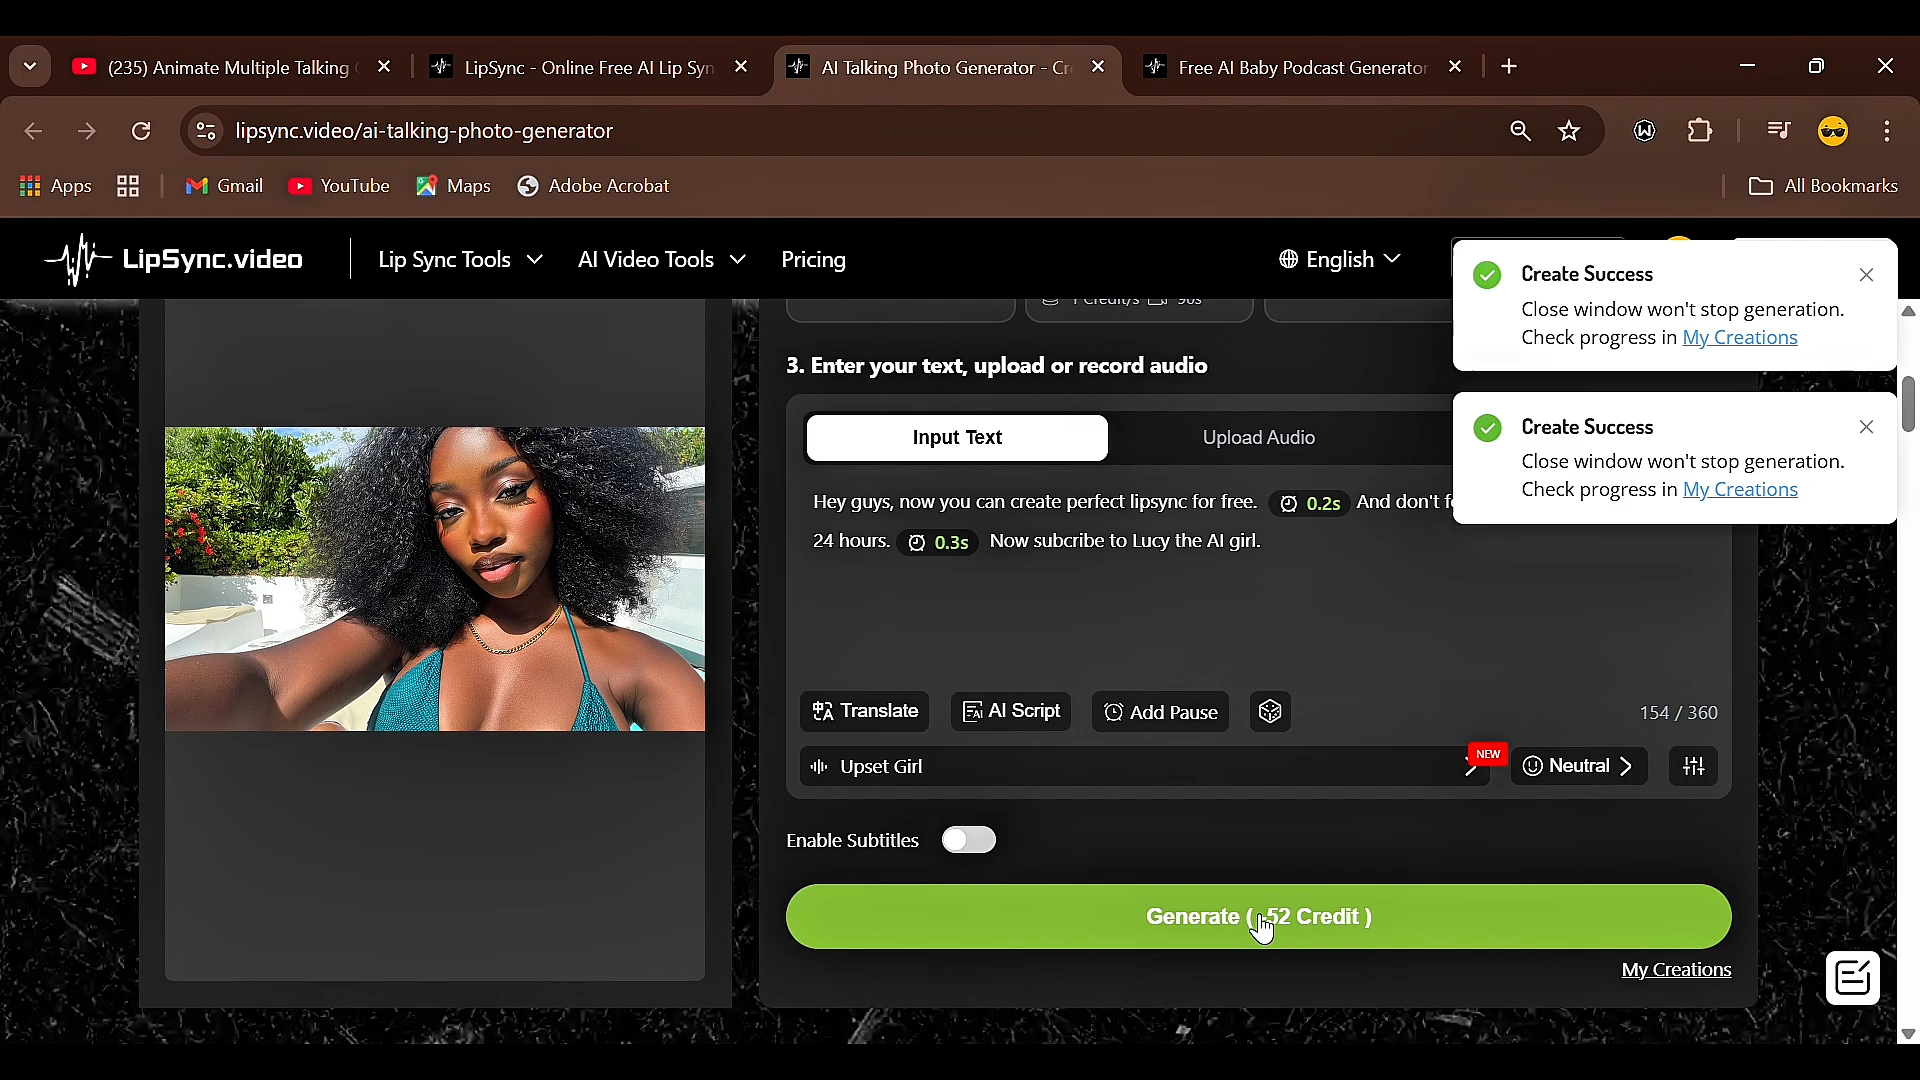 (235) Animate Multiple Talking
LipSync - Online Free AI Lip Syn
AI Talking Photo Generator - Cr
Free AI Baby Podcast Generator
lipsync.video/ai-talking-photo-generator
Apps
Gmail
YouTube
Maps
Adobe Acrobat
All Bookmarks
LipSync.video
Lip Sync Tools
AI Video Tools
Pricing
English
Create Success
Close window won't stop generation.
Check progress in My Creations
1 Credit/s 90s
3. Enter your text, upload or record audio
Create Success
Close window won't stop generation.
Check progress in My Creations
Input Text
Upload Audio
Hey guys, now you can create perfect lipsync for free. 0.2s And don't f
24 hours. 0.3s Now subcribe to Lucy the AI girl.
Translate
AI Script
Add Pause
154 / 360
Upset Girl
NEW
Neutral
Enable Subtitles
Generate ( -52 Credit )
My Creations